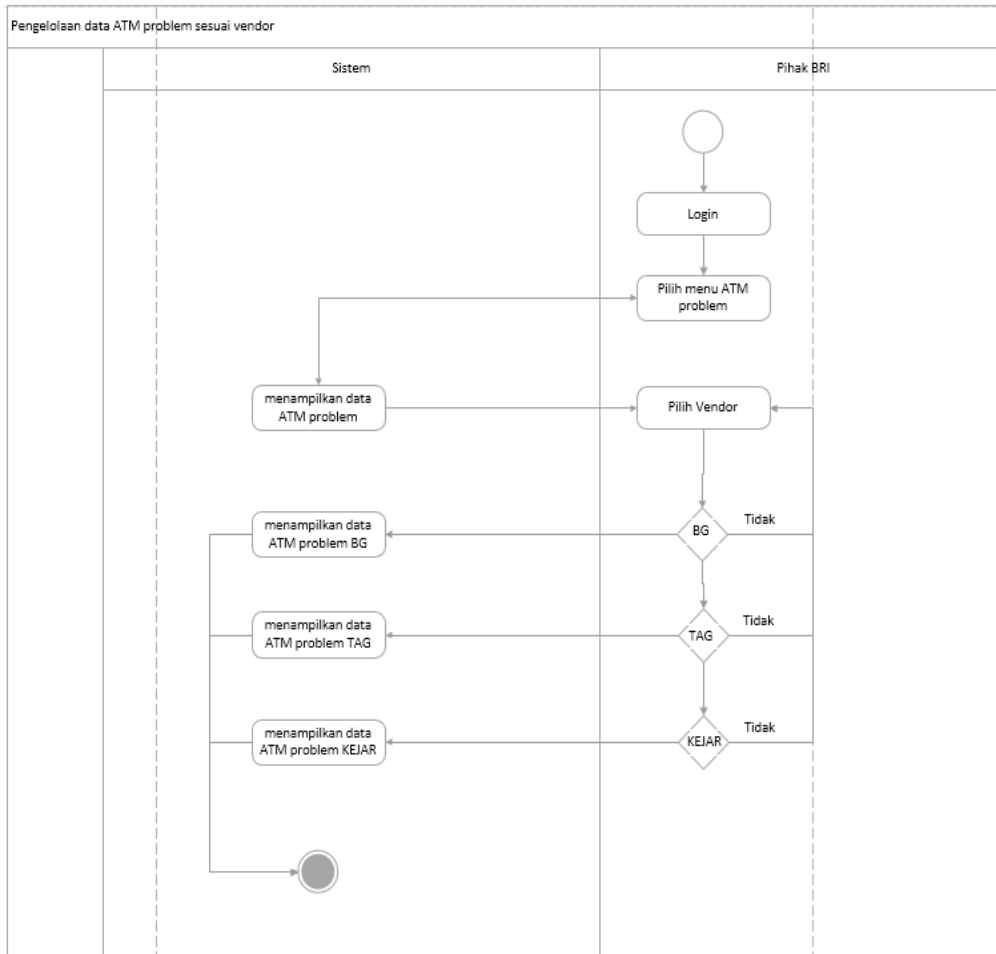 Pengelolaan data ATM problem sesuai vendor
Sistem
Pihak BRI
Login
Pilih menu ATM
problem
menampilkan data
ATM problem
Pilih Vendor
menampilkan data
ATM problem BG
BG
Tidak
menampilkan data
ATM problem TAG
TAG
Tidak
menampilkan data
ATM problem KEJAR
KEJAR
Tidak